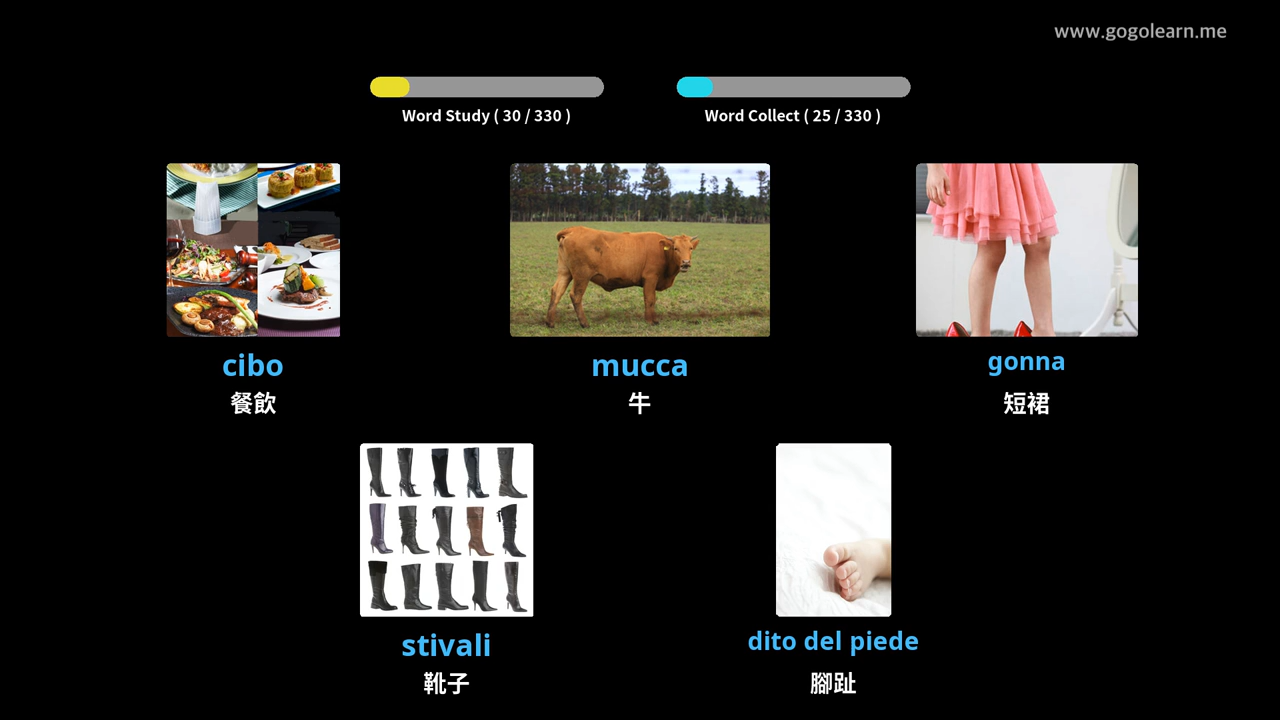 www.gogolearn.me
Word Study ( 30 / 330 )
Word Collect ( 25 / 330 )
cibo
餐飲
mucca
牛
gonna
短裙
stivali
靴子
dito del piede
腳趾